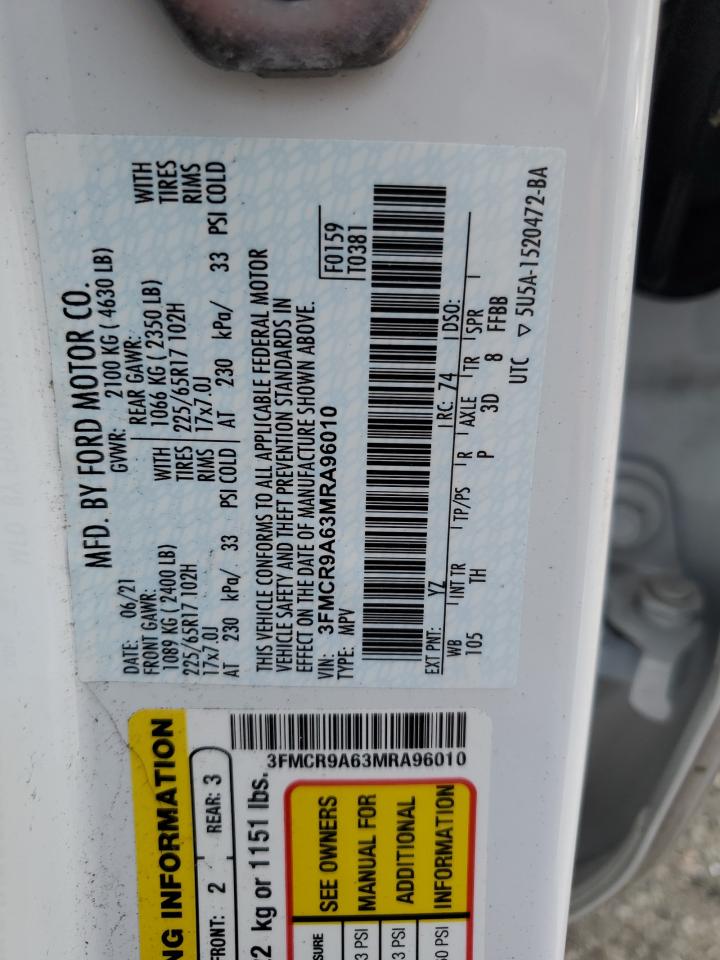 MFD. BY FORD MOTOR CO.
DATE: 06/21 GVWR: 2100 KG ( 4630 LB)
FRONT GAWR: REAR GAWR:
1089 KG ( 2400 LB) WITH 1066 KG ( 2350 LB) WITH
225/65R17 102H TIRES 225/65R17 102H TIRES
17x7.0J RIMS 17x7.0J RIMS
AT 230 kPa/ 33 PSI COLD AT 230 kPa/ 33 PSI COLD
THIS VEHICLE CONFORMS TO ALL APPLICABLE FEDERAL MOTOR
VEHICLE SAFETY AND THEFT PREVENTION STANDARDS IN
EFFECT ON THE DATE OF MANUFACTURE SHOWN ABOVE.
VIN: 3FMCR9A63MRA96010
TYPE: MPV
F0159
T0381
EXT PNT: YZ RC: 74 DSO:
WB INT TR TP/PS R AXLE TR SPR
105 TH P 3D 8 FFBB
UTC ▽ 5U5A-1520472-BA
NG INFORMATION
FRONT: 2 REAR: 3
kg or 1151 lbs.
3FMCR9A63MRA96010
SEE OWNERS
MANUAL FOR
ADDITIONAL
INFORMATION
PSI
PSI
PSI